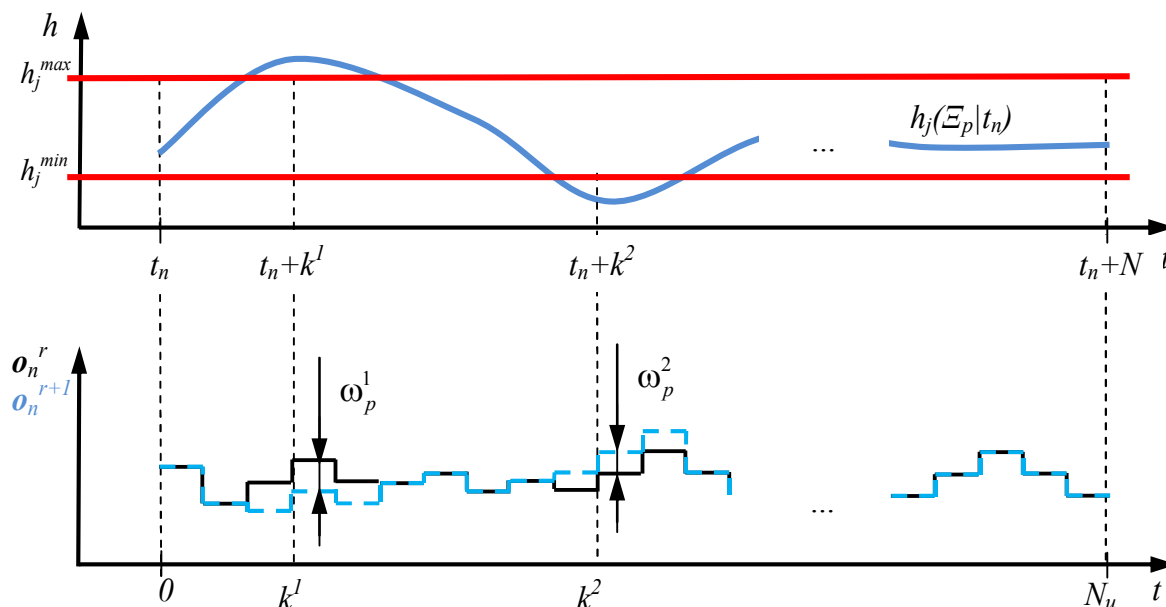 h
h_j^max
h_j(Ξ_p|t_n)
...
h_j^min
t_n t_n+k^1 t_n+k^2 t_n+N t
o_n^r
o_n^{r+1}
ω_p^1 ω_p^2
...
0 k^1 k^2 N_u t